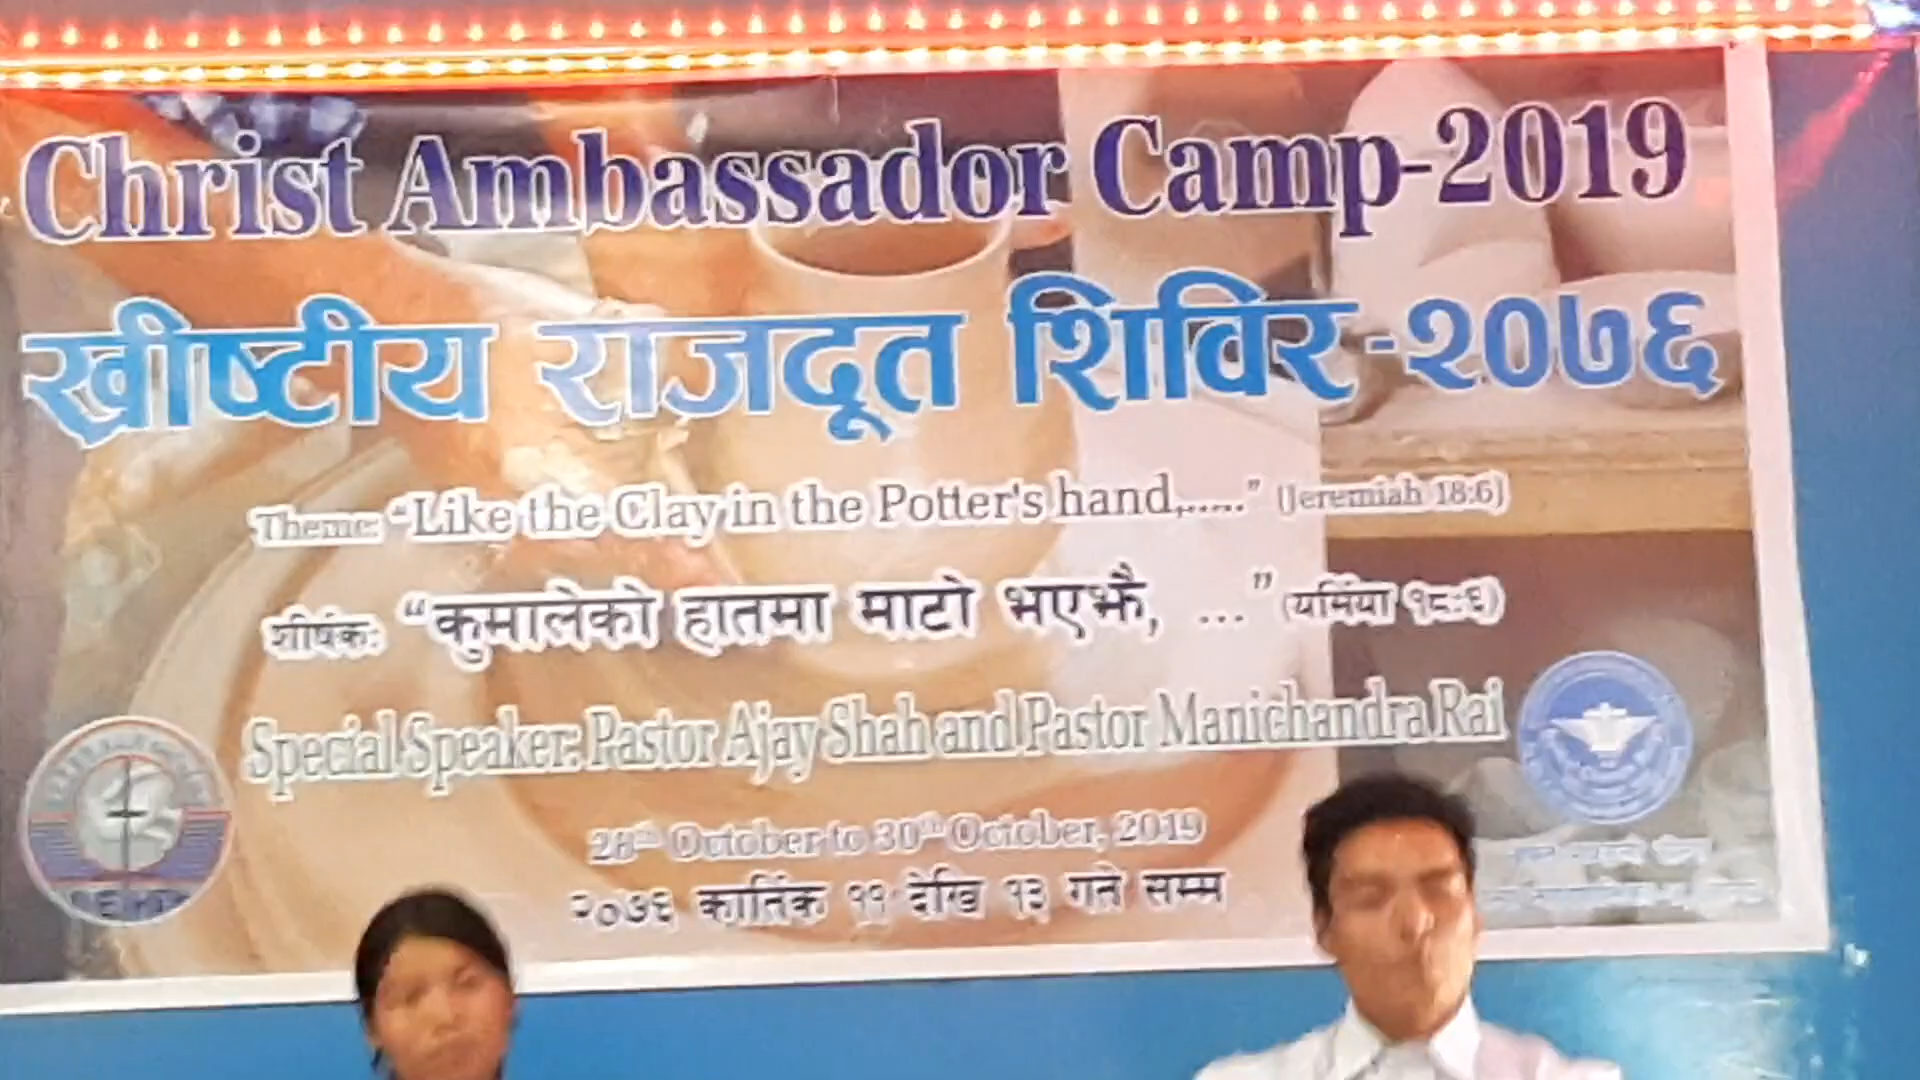 Christ Ambassador Camp-2019
ख्रीष्टीय राजदूत शिविर-२०७६
Theme: "Like the Clay in the Potter's hand,....." (Jeremiah 18:6)
शीर्षक: “कुमालेको हातमा माटो भएझैं, ...” (यर्मिया १८:६)
Special Speaker: Pastor Ajay Shah and Pastor Manichandra Rai
28th October to 30th October, 2019
२०७६ कार्तिक ११ देखि १३ गते सम्म